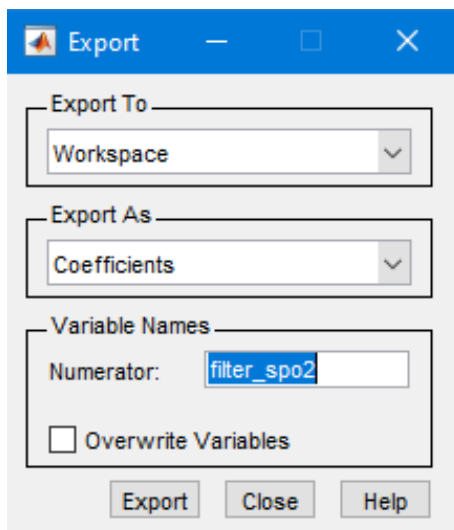 Export
Export To
Workspace
Export As
Coefficients
Variable Names
Numerator: filter_spo2
Overwrite Variables
Export Close Help